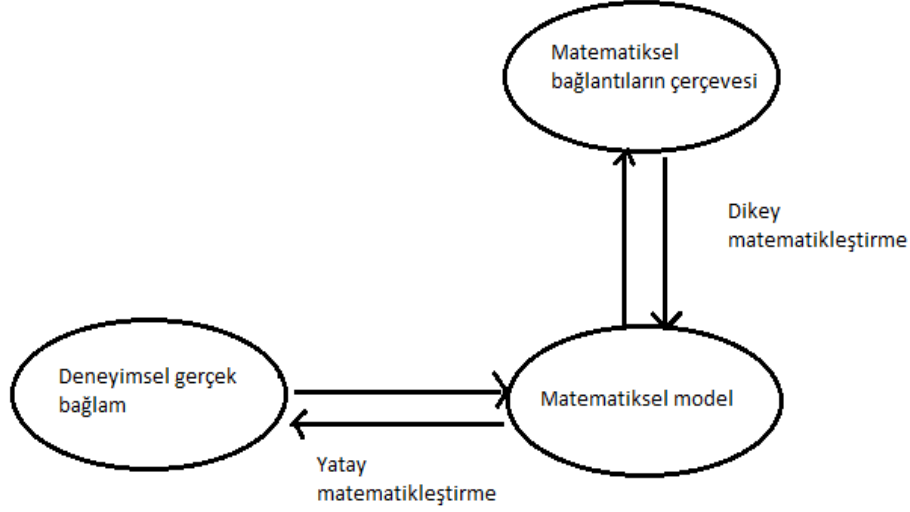 Matematiksel
bağlantıların çerçevesi
Dikey
matematikleştirme
Deneyimsel gerçek
bağlam
Matematiksel model
Yatay
matematikleştirme